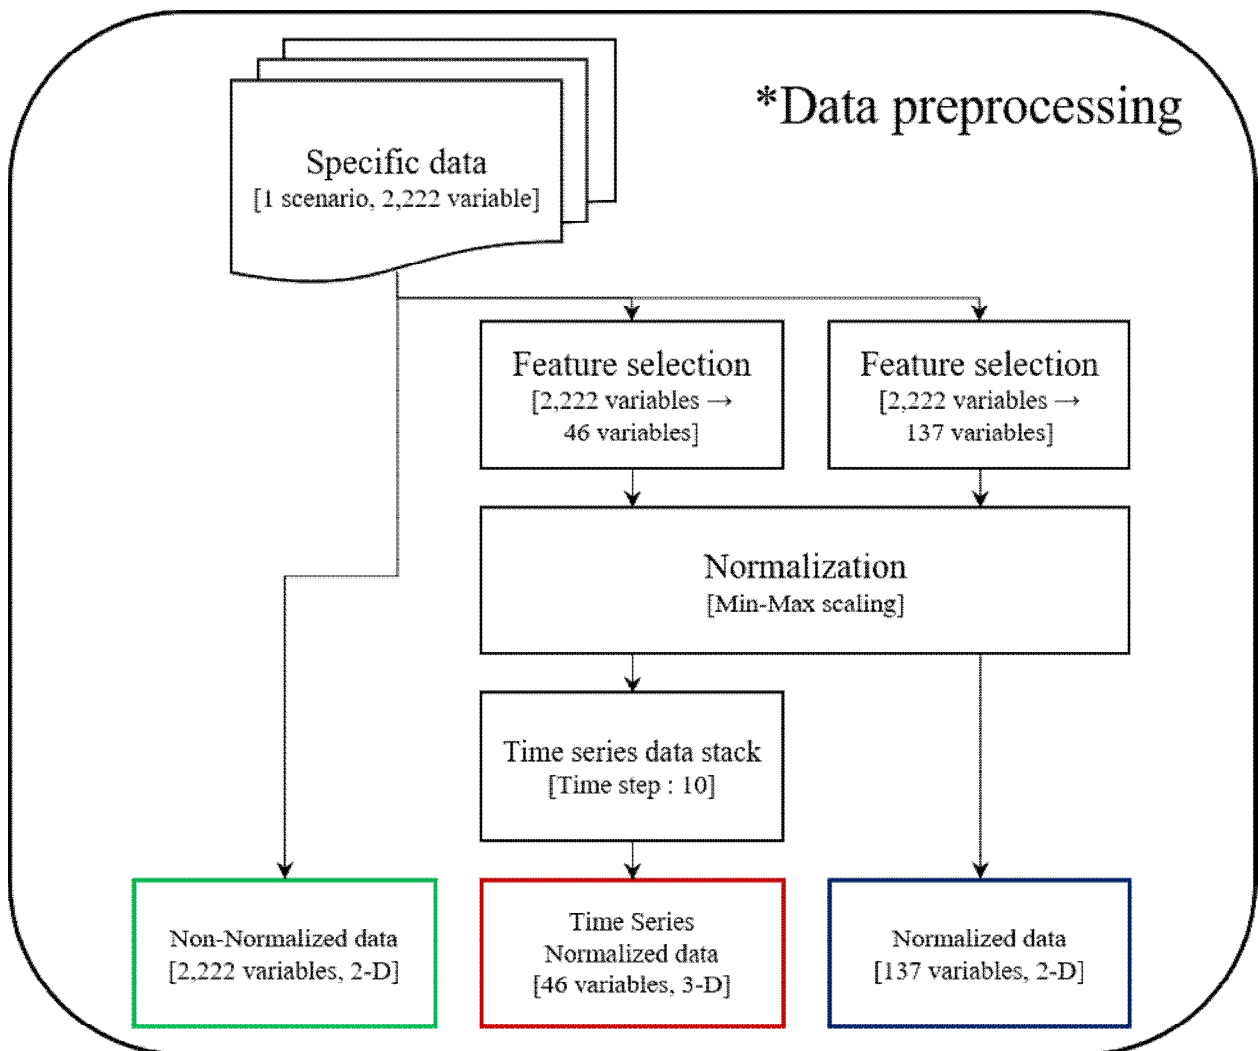 *Data preprocessing
Specific data
[1 scenario, 2,222 variable]
Feature selection
[2,222 variables →
46 variables]
Feature selection
[2,222 variables →
137 variables]
Normalization
[Min-Max scaling]
Time series data stack
[Time step : 10]
Non-Normalized data
[2,222 variables, 2-D]
Time Series
Normalized data
[46 variables, 3-D]
Normalized data
[137 variables, 2-D]